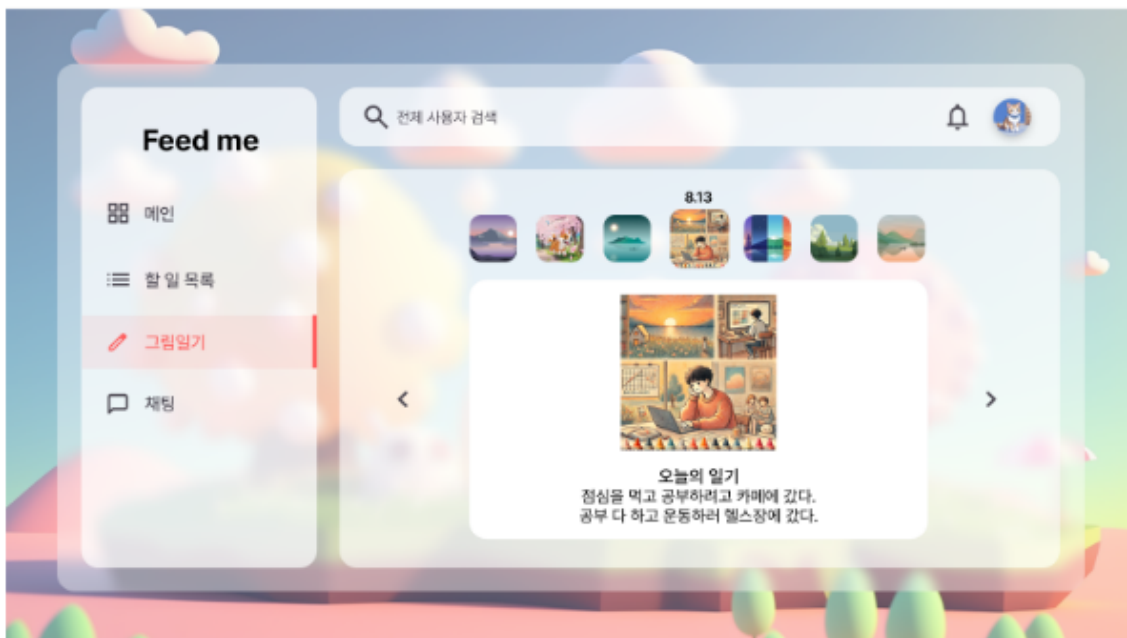 Feed me
메인
할 일 목록
그림일기
채팅
전체 사용자 검색
8.13
오늘의 일기
점심을 먹고 공부하려고 카페에 갔다.
공부 다 하고 운동하러 헬스장에 갔다.